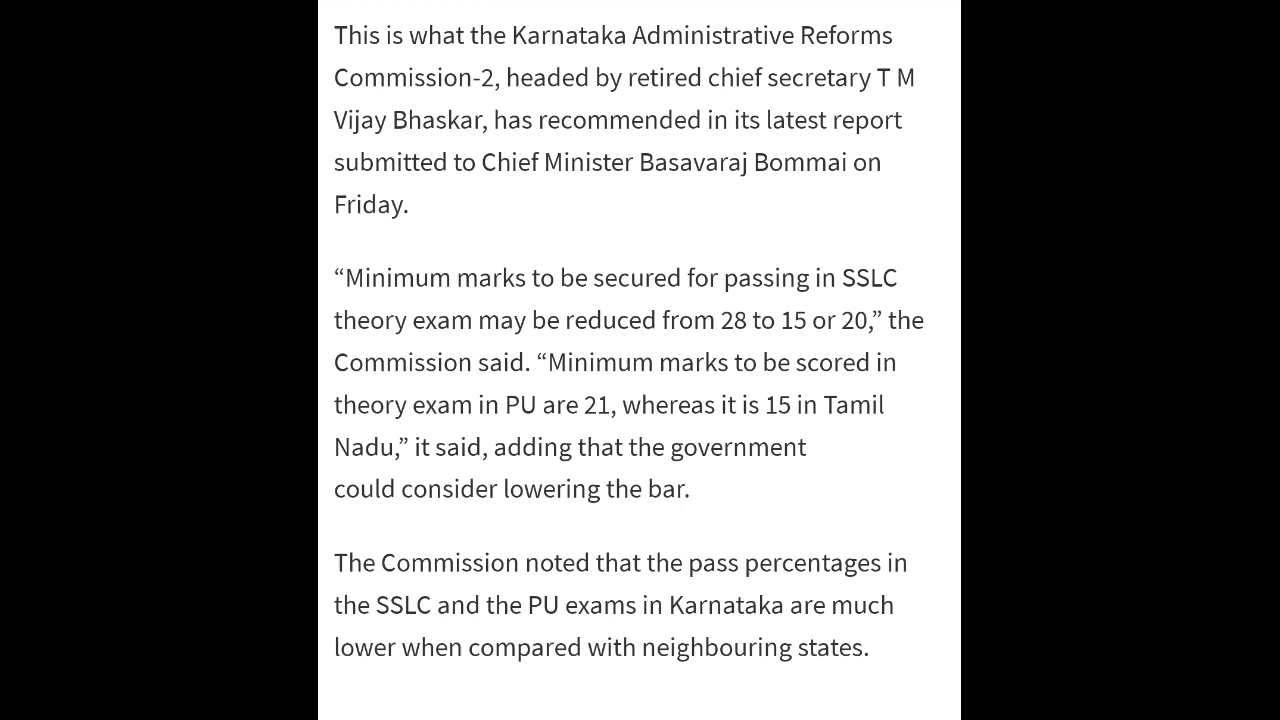 This is what the Karnataka Administrative Reforms
Commission-2, headed by retired chief secretary T M
Vijay Bhaskar, has recommended in its latest report
submitted to Chief Minister Basavaraj Bommai on
Friday.
“Minimum marks to be secured for passing in SSLC
theory exam may be reduced from 28 to 15 or 20,” the
Commission said. “Minimum marks to be scored in
theory exam in PU are 21, whereas it is 15 in Tamil
Nadu,” it said, adding that the government
could consider lowering the bar.
The Commission noted that the pass percentages in
the SSLC and the PU exams in Karnataka are much
lower when compared with neighbouring states.